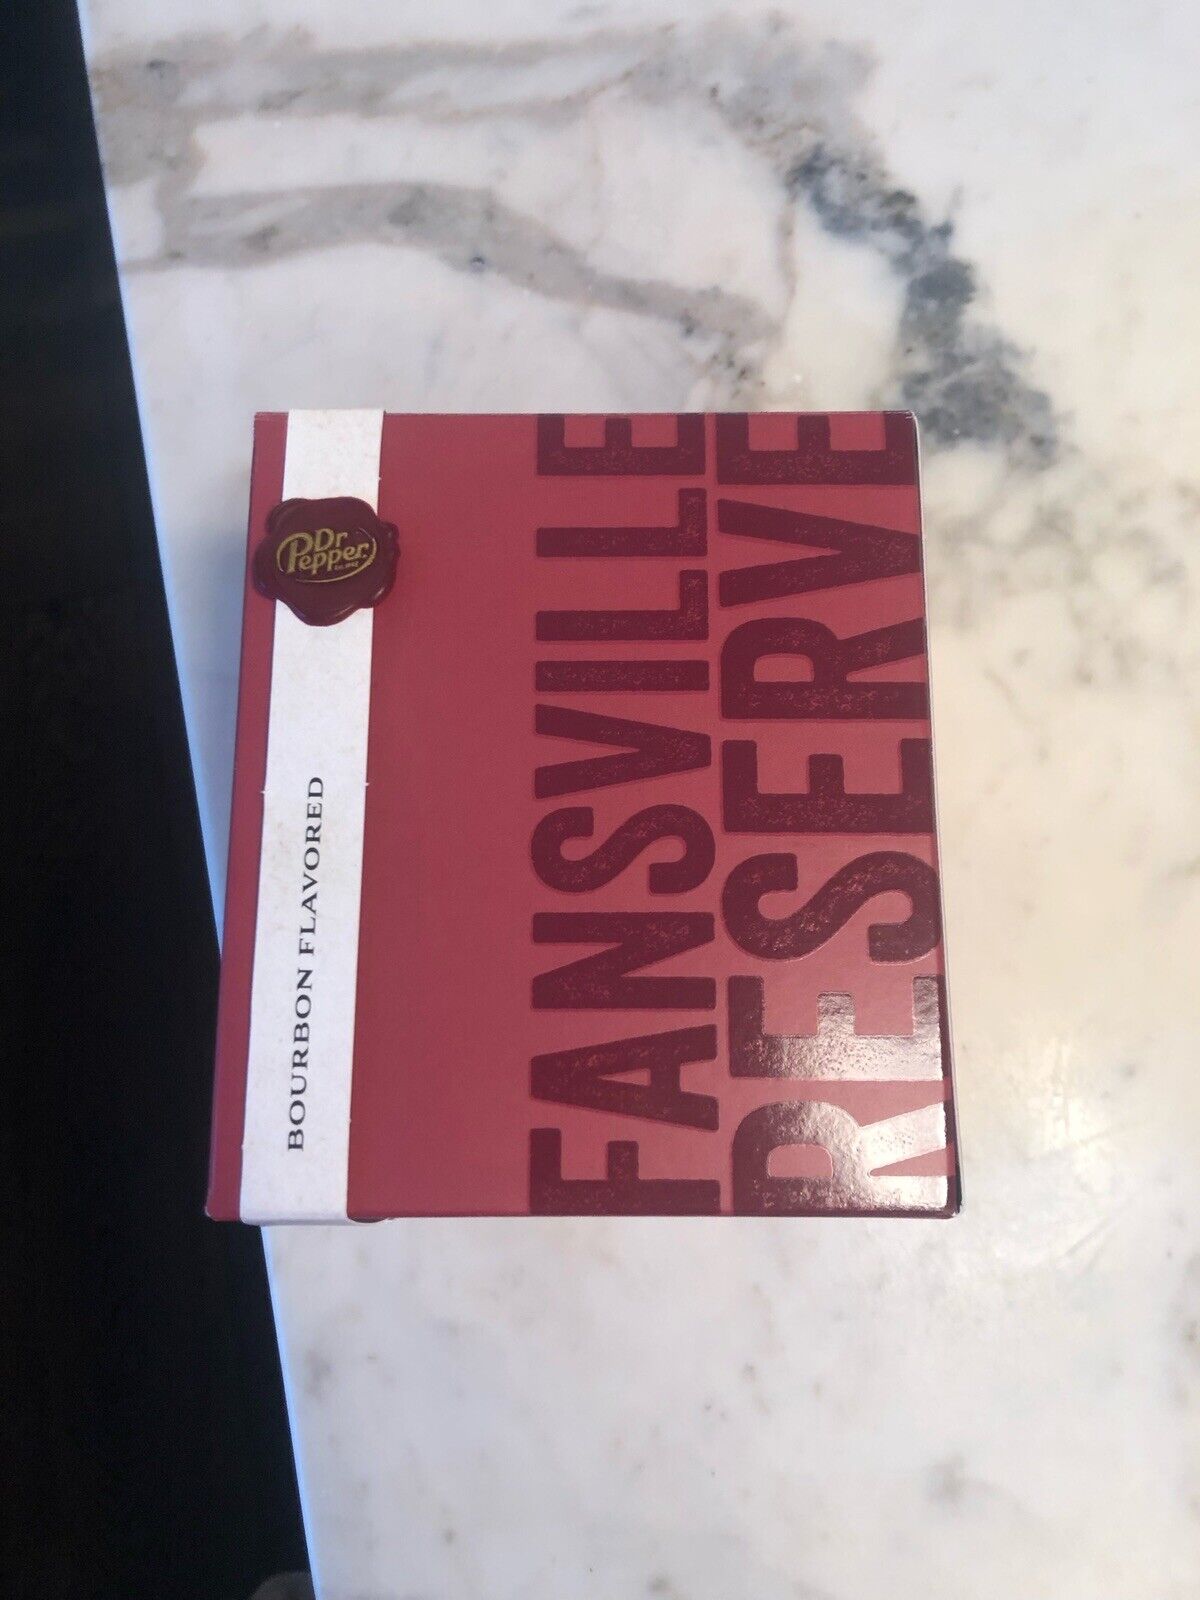 Dr
Pepper
BOURBON FLAVORED
FANSVILLE
RESERVE